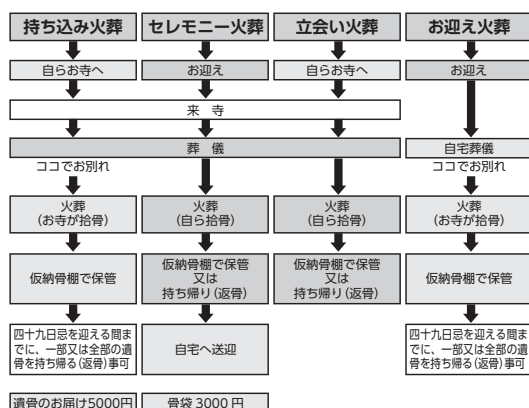 持ち込み火葬
セレモニー火葬
立会い火葬
お迎え火葬
自らお寺へ
お迎え
自らお寺へ
お迎え
来 寺
葬 儀
自宅葬儀
ココでお別れ
ココでお別れ
火葬
(お寺が拾骨)
火葬
(自ら拾骨)
火葬
(自ら拾骨)
火葬
(お寺が拾骨)
仮納骨棚で保管
仮納骨棚で保管
又は
持ち帰り(返骨)
仮納骨棚で保管
又は
持ち帰り(返骨)
仮納骨棚で保管
四十九日忌を迎える間ま
でに、一部又は全部の遺
骨を持ち帰る(返骨)事可
自宅へ送迎
四十九日忌を迎える間ま
でに、一部又は全部の遺
骨を持ち帰る(返骨)事可
遺骨のお届け5000円
骨袋 3000 円